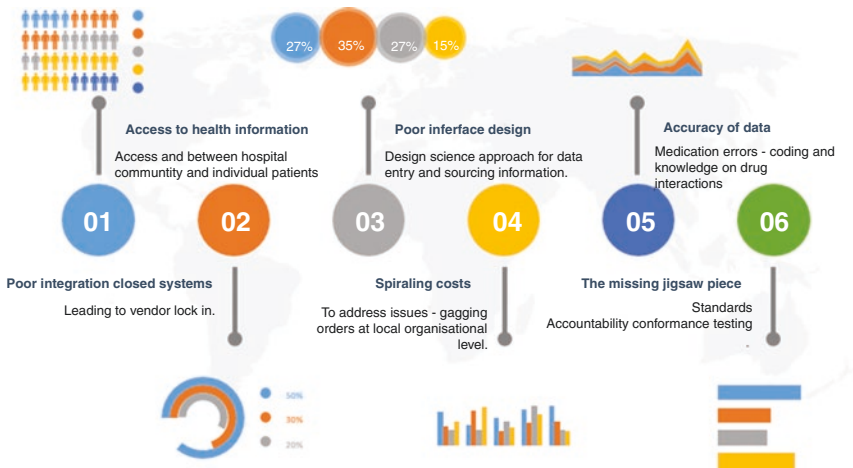 27%
35%
27%
15%
Access to health information
Access and between hospital
communtity and individual patients
Poor inferface design
Design science approach for data
entry and sourcing information.
Accuracy of data
Medication errors - coding and
knowledge on drug
interactions
01
02
03
04
05
06
Poor integration closed systems
Leading to vendor lock in.
Spiraling costs
To address issues - gagging
orders at local organisational
level.
The missing jigsaw piece
Standards
Accountability conformance testing
.
50%
30%
20%